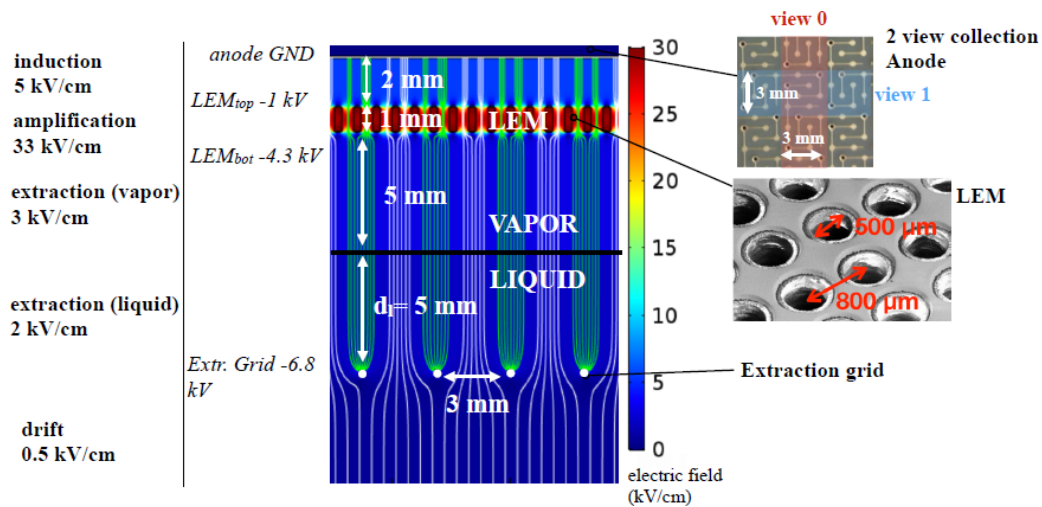 induction
5 kV/cm
amplification
33 kV/cm
extraction (vapor)
3 kV/cm
extraction (liquid)
2 kV/cm
drift
0.5 kV/cm
anode GND
LEMtop -1 kV
LEMbot -4.3 kV
Extr. Grid -6.8
kV
2 mm
1 mm
LEM
5 mm
VAPOR
LIQUID
dl= 5 mm
3 mm
30
25
20
15
10
5
0
electric field
(kV/cm)
view 0
2 view collection
Anode
view 1
3 mm
3 mm
LEM
500 µm
800 µm
Extraction grid